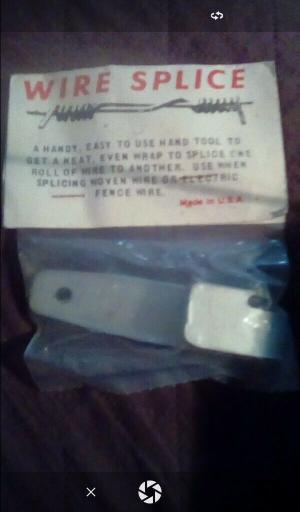 WIRE SPLICE
A HANDY, EASY TO USE HAND TOOL TO
GET A NEAT, EVEN WRAP TO SPLICE ONE
ROLL OF WIRE TO ANOTHER. USE WHEN
SPLICING WOVEN WIRE OR ELECTRIC
FENCE WIRE.
Made in U.S.A